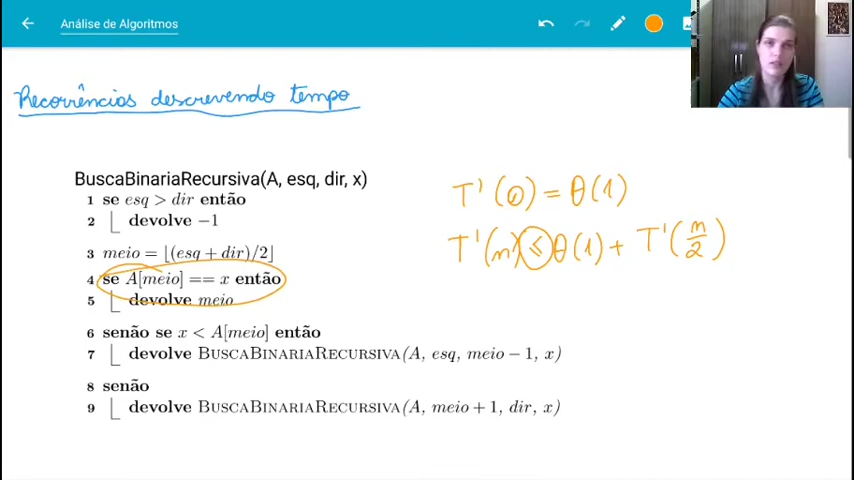 Análise de Algoritmos
Recorrências descrevendo tempo
BuscaBinariaRecursiva(A, esq, dir, x)
1 se esq > dir então
2 devolve −1
3 meio = ⌊(esq + dir)/2⌋
4 se A[meio] == x então
5 devolve meio
6 senão se x < A[meio] então
7 devolve BUSCABINARIARECURSIVA(A, esq, meio−1, x)
8 senão
9 devolve BUSCABINARIARECURSIVA(A, meio+1, dir, x)
T'(0) = θ(1)
T'(n) ≤ θ(1) + T'(n/2)